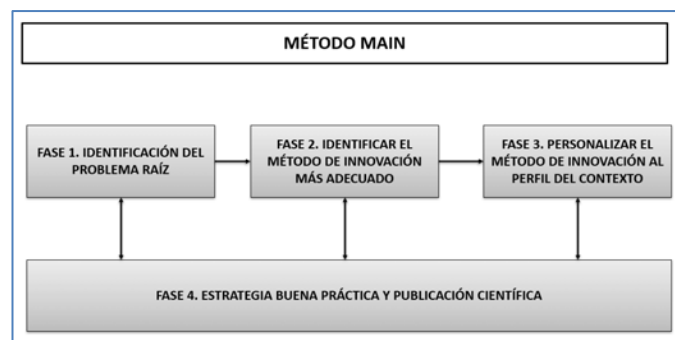 MÉTODO MAIN
FASE 1. IDENTIFICACIÓN DEL
PROBLEMA RAÍZ
FASE 2. IDENTIFICAR EL
MÉTODO DE INNOVACIÓN
MÁS ADECUADO
FASE 3. PERSONALIZAR EL
MÉTODO DE INNOVACIÓN AL
PERFIL DEL CONTEXTO
FASE 4. ESTRATEGIA BUENA PRÁCTICA Y PUBLICACIÓN CIENTÍFICA